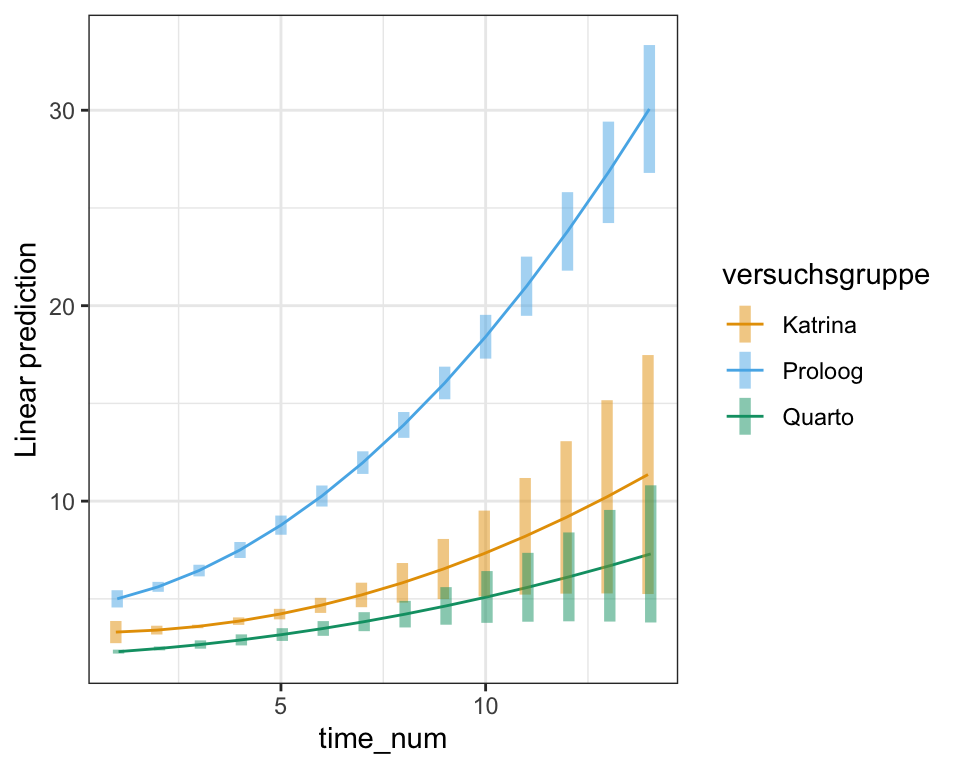 30
20
10
Linear prediction
5
10
time_num
versuchsgruppe
Katrina
Proloog
Quarto